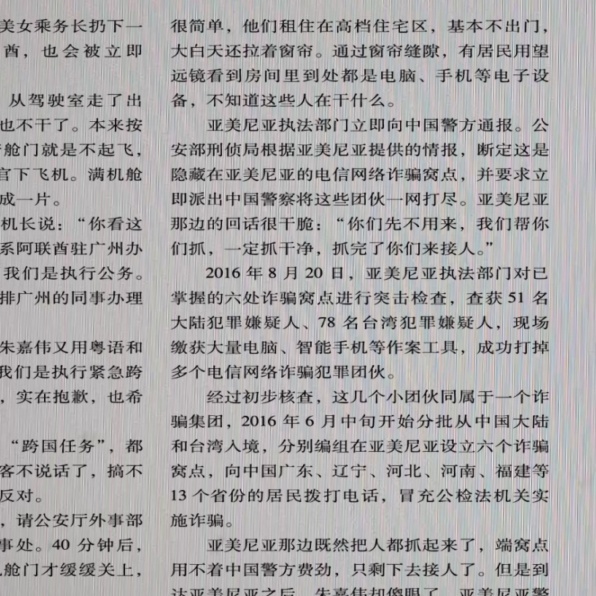 美女乘务长扔下一
酋，也会被立即
从驾驶室走了出
也不干了。本来按
舱门就是不起飞，
官下飞机。满机舱
成一片。
机长说：“你看这
系阿联酋驻广州办
我们是执行公务。
排广州的同事办理
朱嘉伟又用粤语和
我们是执行紧急跨
，实在抱歉，也希
“跨国任务”，都
客不说话了，搞不
反对。
，请公安厅外事部
事处。40 分钟后，
舱门才缓缓关上，
很简单，他们租住在高档住宅区，基本不出门，
大白天还拉着窗帘。通过窗帘缝隙，有居民用望
远镜看到房间里到处都是电脑、手机等电子设
备，不知道这些人在干什么。
亚美尼亚执法部门立即向中国警方通报。公
安部刑侦局根据亚美尼亚提供的情报，断定这是
隐藏在亚美尼亚的电信网络诈骗窝点，并要求立
即派出中国警察将这些团伙一网打尽。亚美尼亚
那边的回话很干脆：“你们先不用来，我们帮你
们抓，一定抓干净，抓完了你们来接人。”
2016 年 8 月 20 日，亚美尼亚执法部门对已
掌握的六处诈骗窝点进行突击检查，查获 51 名
大陆犯罪嫌疑人、78 名台湾犯罪嫌疑人，现场
缴获大量电脑、智能手机等作案工具，成功打掉
多个电信网络诈骗犯罪团伙。
经过初步核查，这几个小团伙同属于一个诈
骗集团，2016 年 6 月中旬开始分批从中国大陆
和台湾入境，分别编组在亚美尼亚设立六个诈骗
窝点，向中国广东、辽宁、河北、河南、福建等
13 个省份的居民拨打电话，冒充公检法机关实
施诈骗。
亚美尼亚那边既然把人都抓起来了，端窝点
用不着中国警方费劲，只剩下去接人了。但是到
达亚美尼亚之后，朱嘉伟却傻眼了，亚美尼亚警